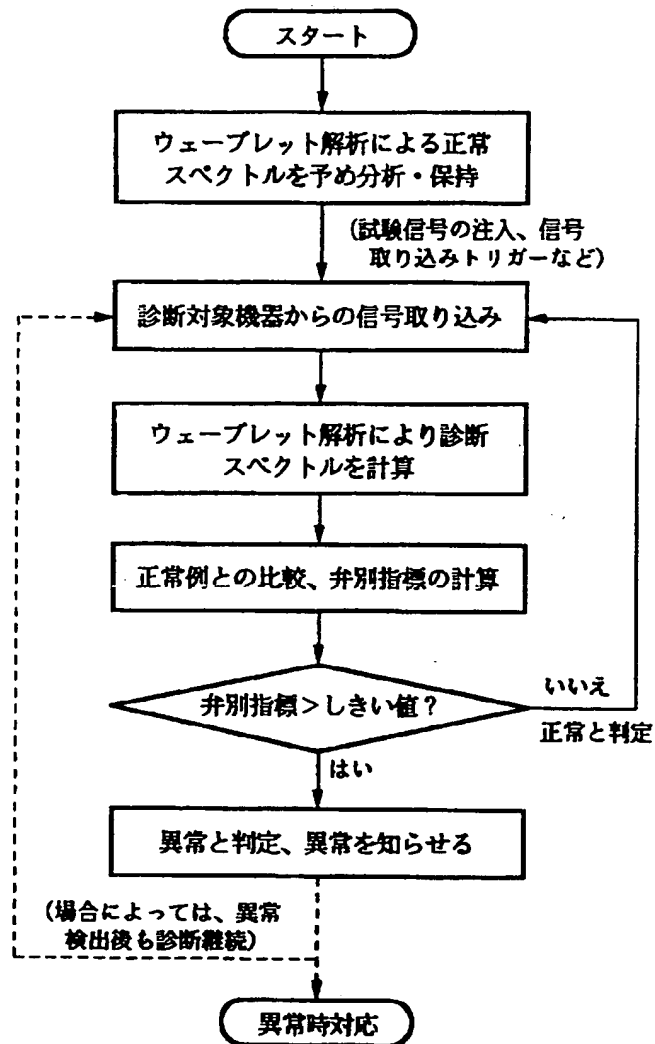 スタート
ウェーブレット解析による正常
スペクトルを予め分析・保持
(試験信号の注入、信号
取り込みトリガーなど)
診断対象機器からの信号取り込み
ウェーブレット解析により診断
スペクトルを計算
正常例との比較、弁別指標の計算
弁別指標>しきい値?
いいえ
正常と判定
はい
異常と判定、異常を知らせる
(場合によっては、異常
検出後も診断継続)
異常時対応